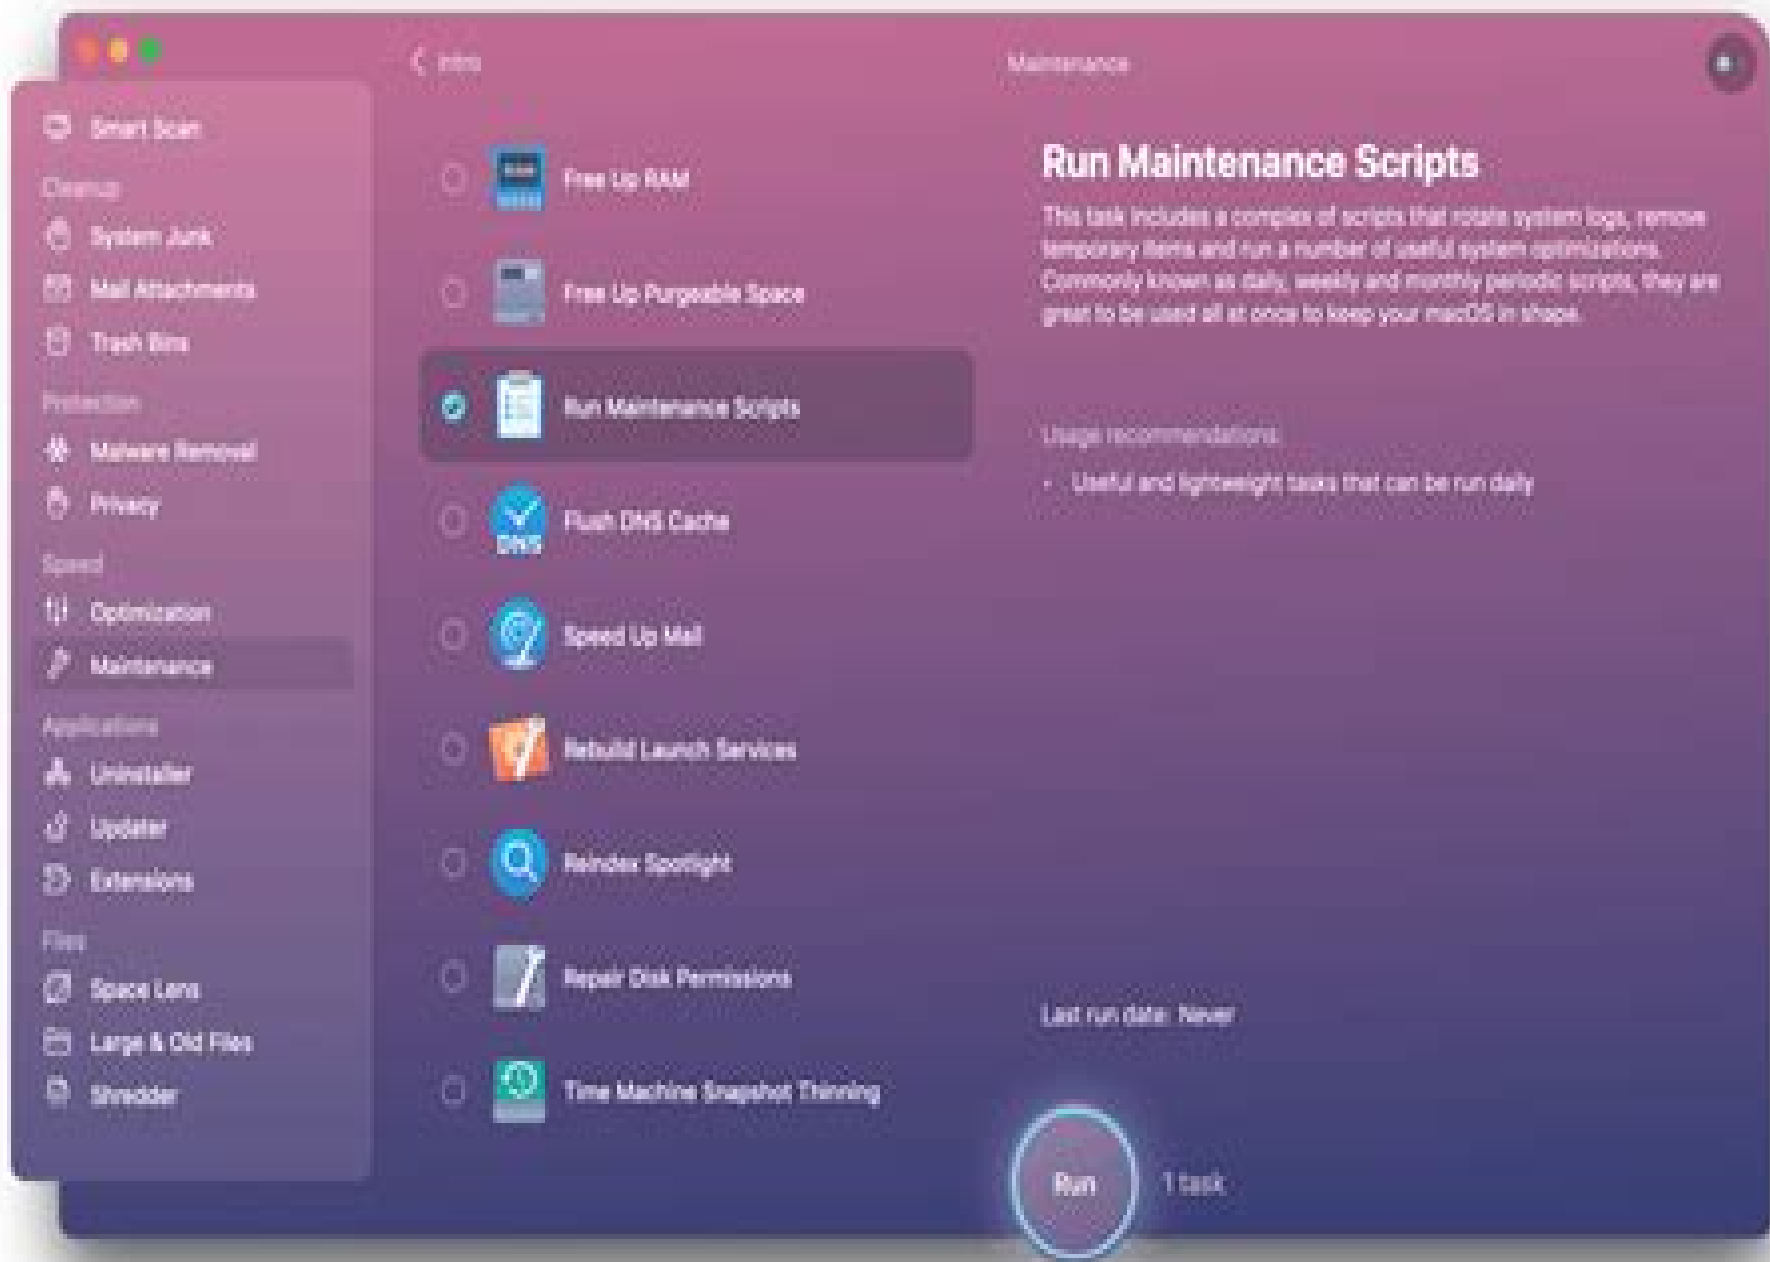 Intro
Maintenance
Smart Scan
Cleanup
System Junk
Mail Attachments
Trash Bins
Protection
Malware Removal
Privacy
Speed
Optimization
Maintenance
Applications
Uninstaller
Updater
Extensions
Files
Space Lens
Large & Old Files
Shredder
Free Up RAM
Free Up Purgeable Space
Run Maintenance Scripts
Flush DNS Cache
DNS
Speed Up Mail
Rebuild Launch Services
Reindex Spotlight
Repair Disk Permissions
Time Machine Snapshot Thinning
Run Maintenance Scripts
This task includes a complex of scripts that rotate system logs, remove
temporary items and run a number of useful system optimizations.
Commonly known as daily, weekly and monthly periodic scripts, they are
great to be used all at once to keep your macOS in shape.
Usage recommendations
• Useful and lightweight tasks that can be run daily
Last run date: Never
Run
1 task